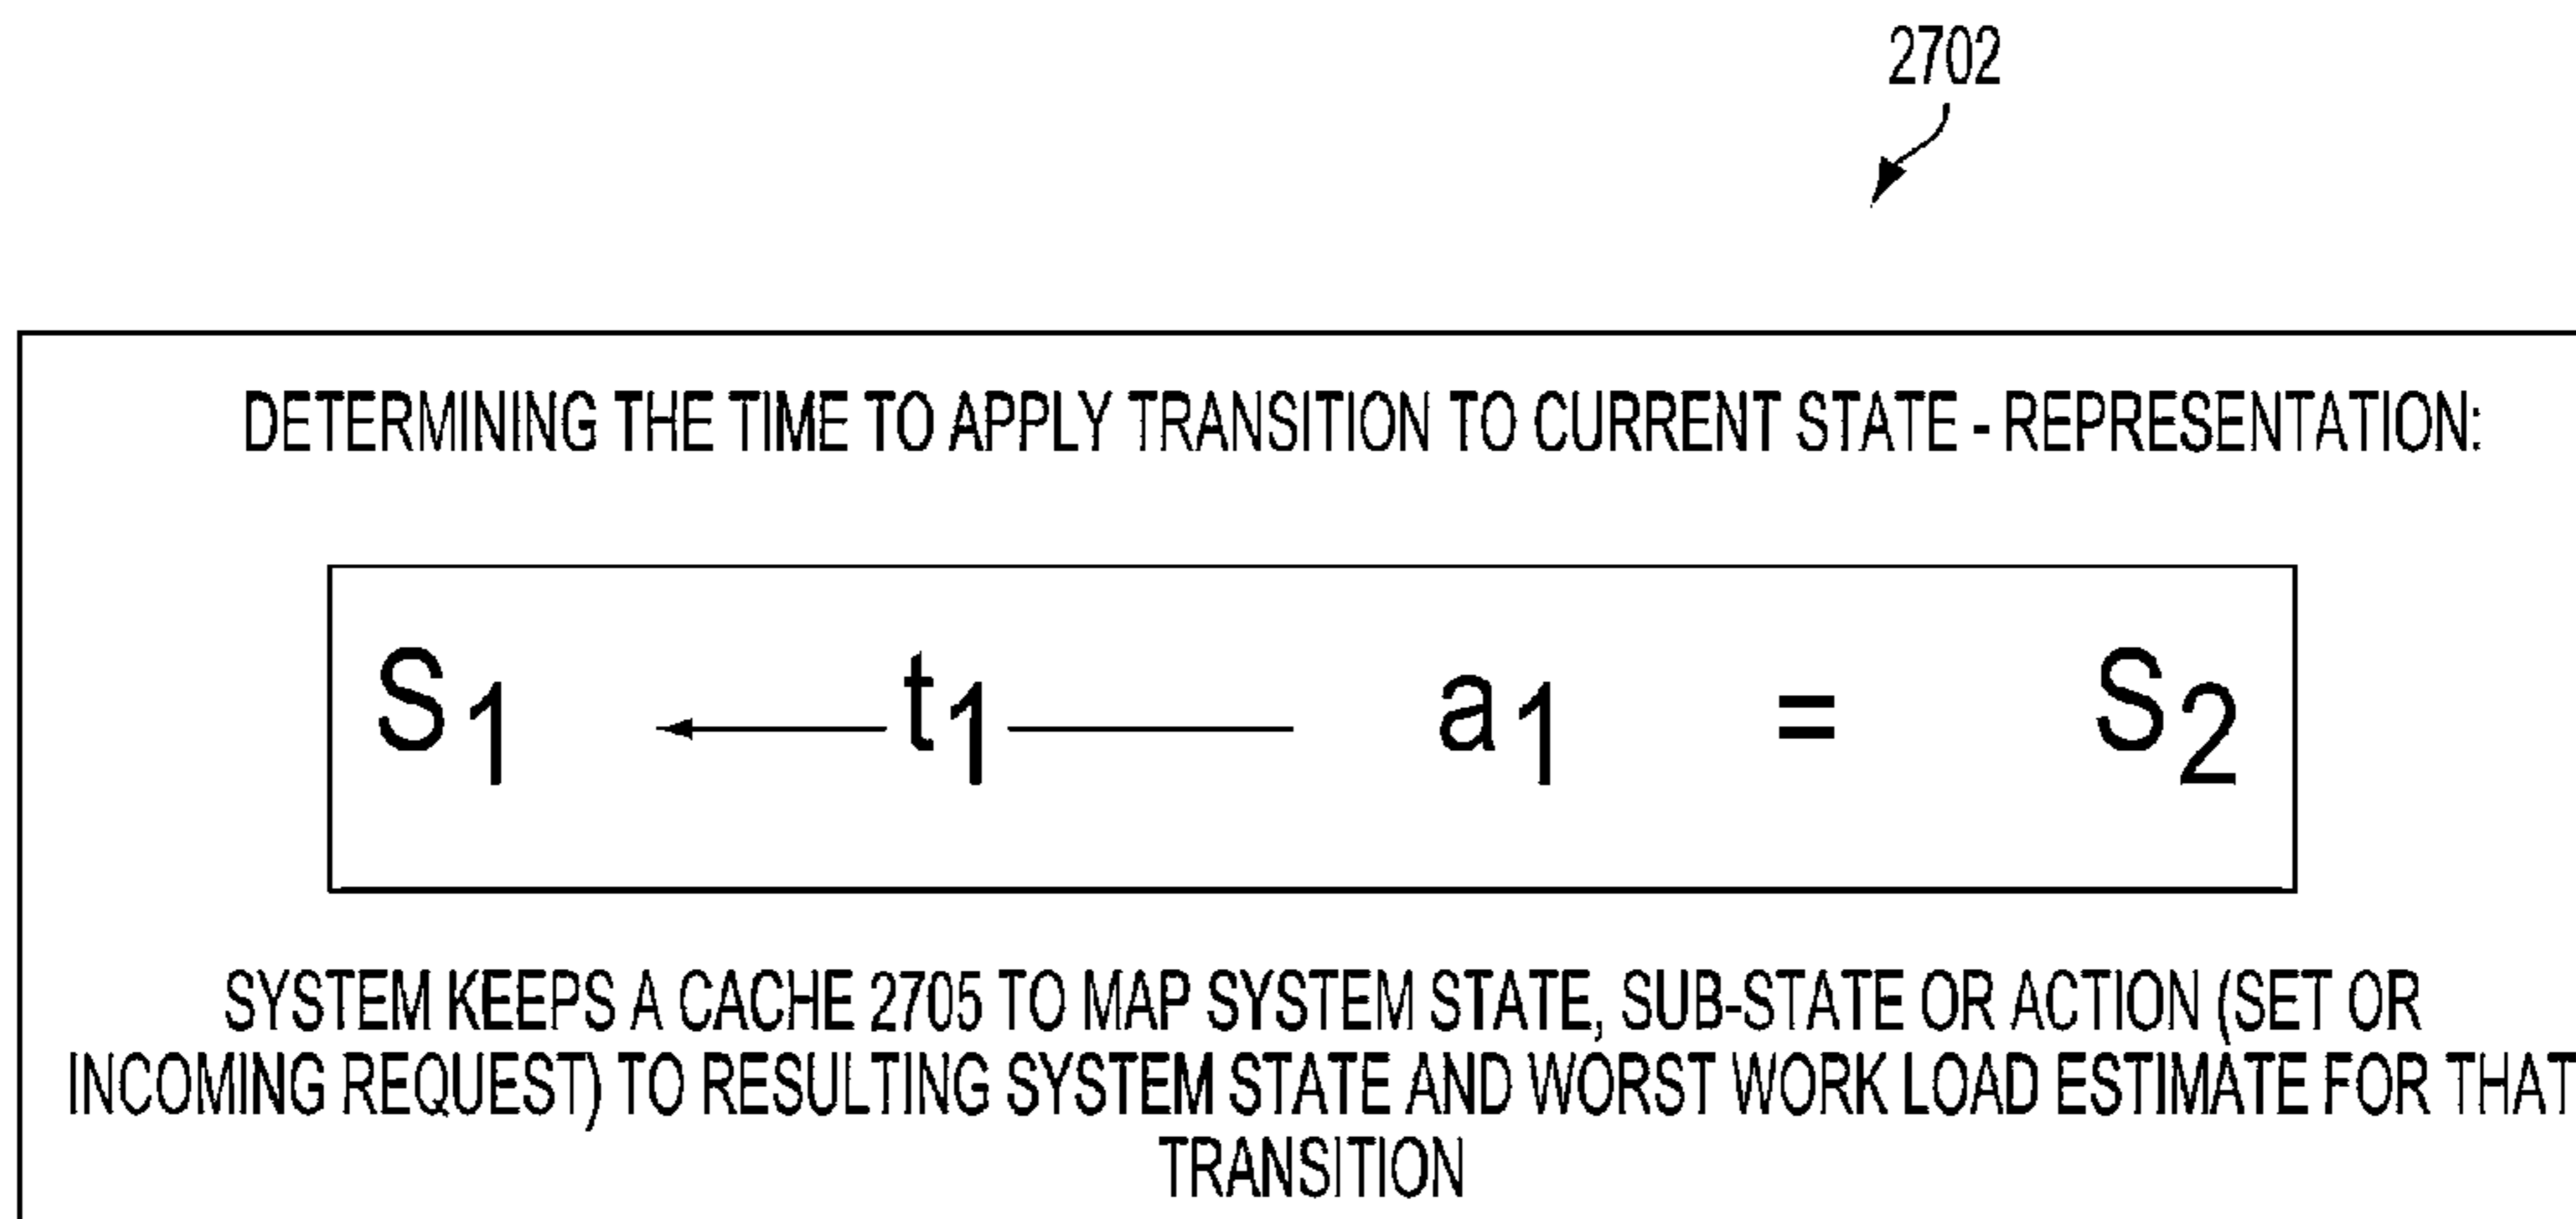 2702
DETERMINING THE TIME TO APPLY TRANSITION TO CURRENT STATE - REPRESENTATION:
S1 ← t1 — a1 = S2
SYSTEM KEEPS A CACHE 2705 TO MAP SYSTEM STATE, SUB-STATE OR ACTION (SET OR
INCOMING REQUEST) TO RESULTING SYSTEM STATE AND WORST WORK LOAD ESTIMATE FOR THAT
TRANSITION